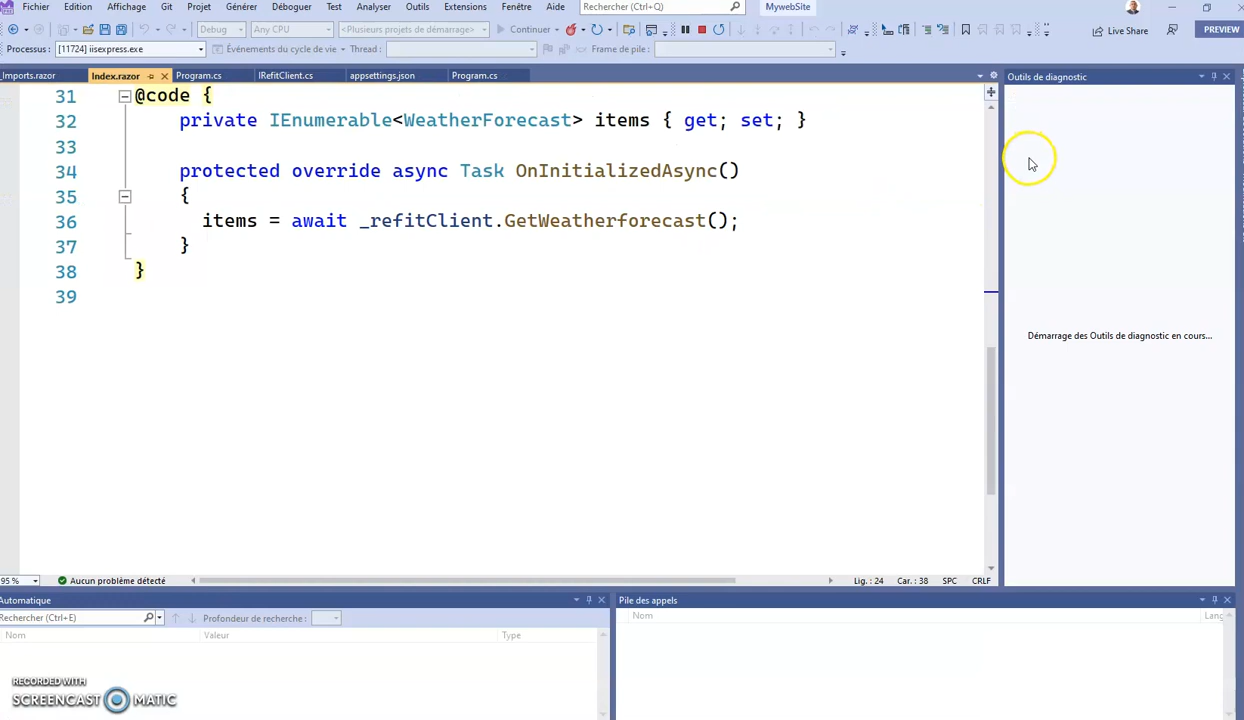 Fichier Edition Affichage Git Projet Générer Déboguer Test Analyser Outils Extensions Fenêtre Aide Rechercher (Ctrl+Q) MywebSite
Debug Any CPU <Plusieurs projets de démarrage> Continuer Live Share PREVIEW
Processus : [11724] iisexpress.exe Événements du cycle de vie Thread : Frame de pile :
_Imports.razor Index.razor Program.cs IRefitClient.cs appsettings.json Program.cs
Outils de diagnostic
31 @code {
32 private IEnumerable<WeatherForecast> items { get; set; }
33
34 protected override async Task OnInitializedAsync()
35 {
36 items = await _refitClient.GetWeatherforecast();
37 }
38 }
39
Démarrage des Outils de diagnostic en cours...
95 % Aucun problème détecté Lig. : 24 Car. : 38 SPC CRLF
Automatique
Rechercher (Ctrl+E) Profondeur de recherche :
Nom Valeur Type
Pile des appels
Nom Lang
RECORDED WITH
SCREENCAST MATIC